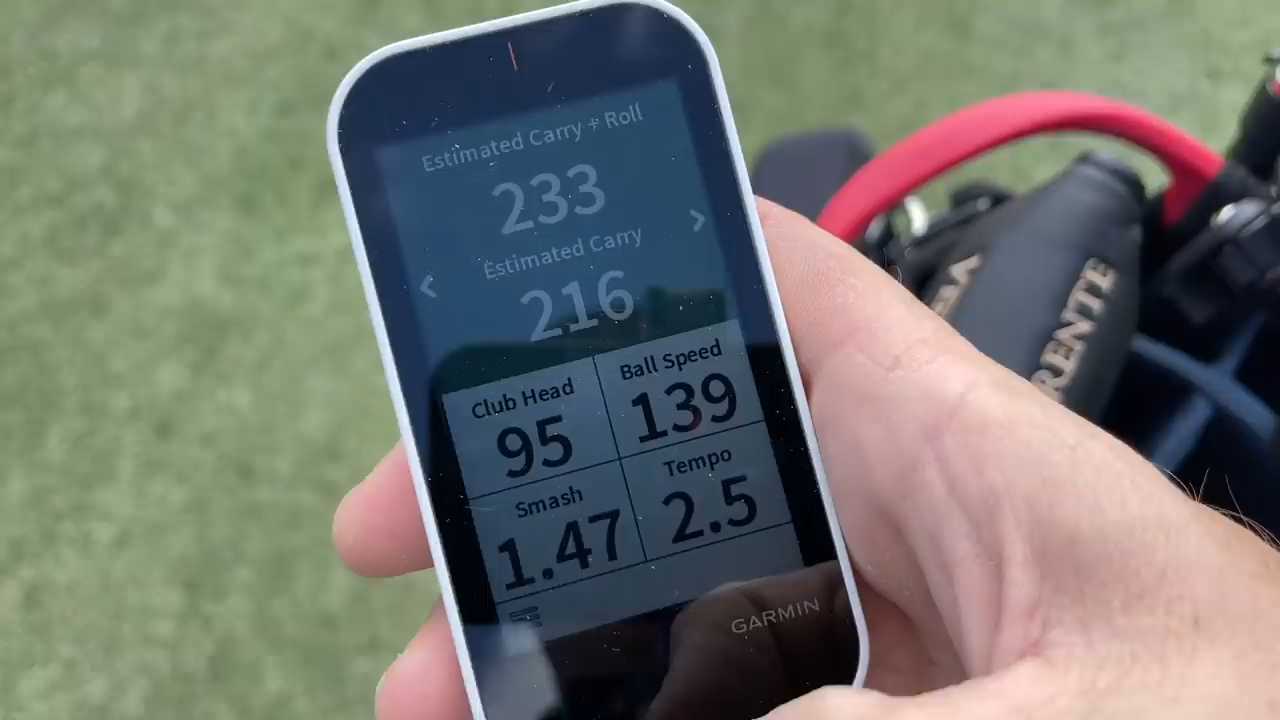 Estimated Carry + Roll
233
Estimated Carry
216
Club Head
95
Ball Speed
139
Smash
1.47
Tempo
2.5
GARMIN
RENTE